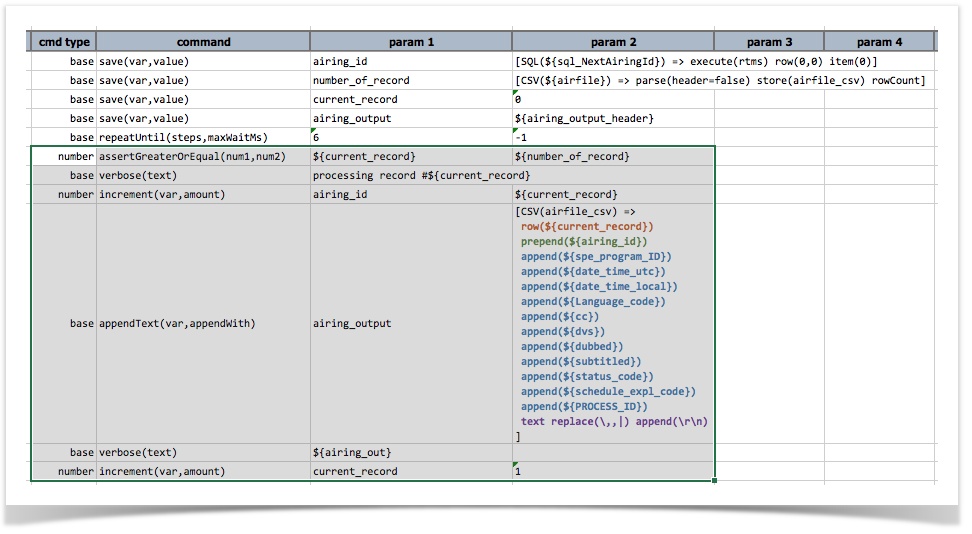 cmd type command param 1 param 2 param 3 param 4
base save(var,value) airing_id [SQL(${sql_NextAiringId}) => execute(rtms) row(0,0) item(0)]
base save(var,value) number_of_record [CSV(${airfile}) => parse(header=false) store(airfile_csv) rowCount]
base save(var,value) current_record 0
base save(var,value) airing_output ${airing_output_header}
base repeatUntil(steps,maxWaitMs) 6 -1
number assertGreaterOrEqual(num1,num2) ${current_record} ${number_of_record}
base verbose(text) processing record #${current_record}
number increment(var,amount) airing_id ${current_record}
[CSV(airfile_csv) =>
row(${current_record})
prepend(${airing_id})
append(${spe_program_ID})
append(${date_time_utc})
append(${date_time_local})
append(${Language_code})
append(${cc})
base appendText(var,appendWith) airing_output
append(${dvs})
append(${dubbed})
append(${subtitled})
append(${status_code})
append(${schedule_expl_code})
append(${PROCESS_ID})
text replace(\,,|) append(\r\n)
]
base verbose(text) ${airing_out}
number increment(var,amount) current_record 1